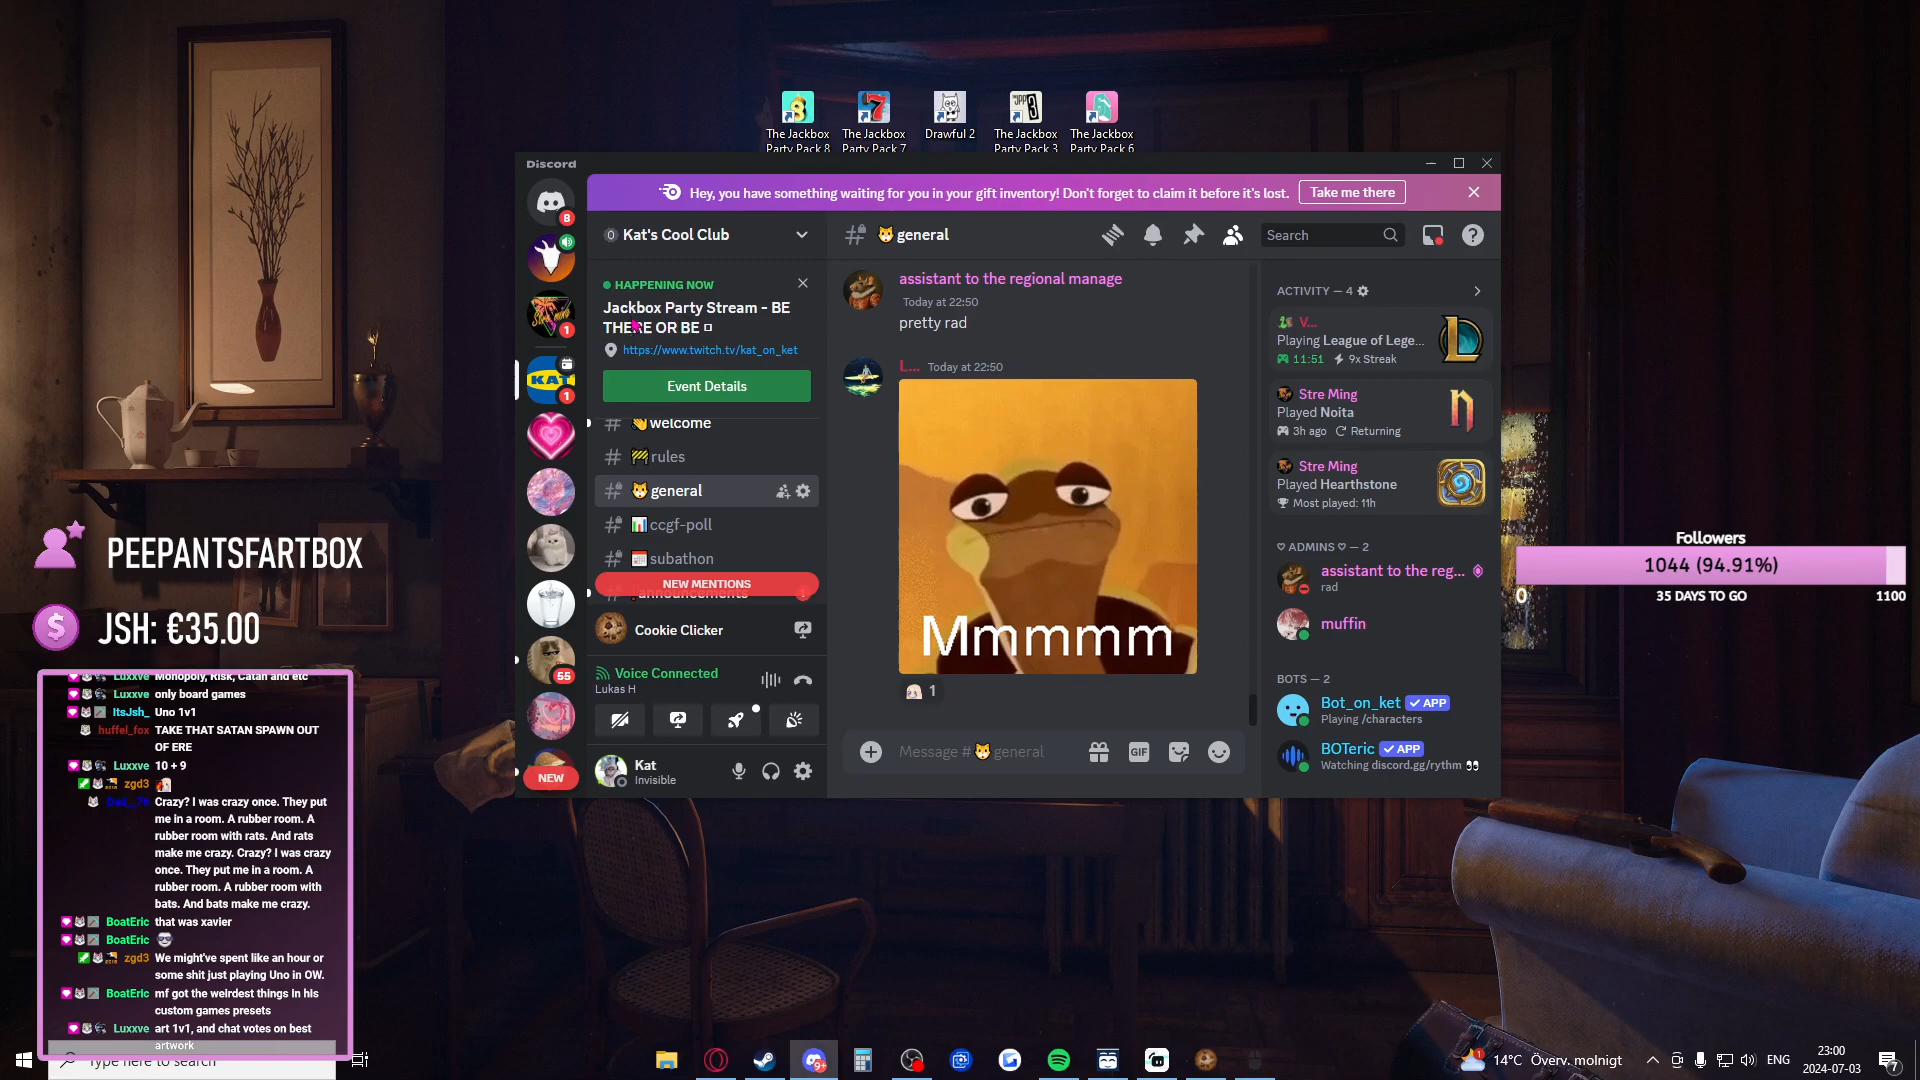 The Jackbox
Party Pack 8
The Jackbox
Party Pack 7
Drawful 2
The Jackbox
Party Pack 3
The Jackbox
Party Pack 6
Discord
Hey, you have something waiting for you in your gift inventory! Don't forget to claim it before it's lost.
Take me there
8
1
KAT
1
55
NEW
Kat's Cool Club
HAPPENING NOW
Jackbox Party Stream - BE
THERE OR BE
https://www.twitch.tv/kat_on_ket
Event Details
welcome
rules
general
ccgf-poll
subathon
NEW MENTIONS
announcements
Cookie Clicker
Voice Connected
Lukas H
Kat
Invisible
general
Search
assistant to the regional manage
Today at 22:50
pretty rad
L...
Today at 22:50
Mmmmm
1
Message # general
GIF
ACTIVITY — 4
V...
Playing League of Lege...
11:51 9x Streak
Stre Ming
Played Noita
3h ago Returning
Stre Ming
Played Hearthstone
Most played: 11h
ADMINS — 2
assistant to the reg...
rad
muffin
BOTS — 2
Bot_on_ket APP
Playing /characters
BOTeric APP
Watching discord.gg/rythm
Followers
1044 (94.91%)
0 35 DAYS TO GO 1100
PEEPANTSFARTBOX
JSH: €35.00
Luxxve Monopoly, Risk, Catan and etc
Luxxve only board games
ItsJsh_ Uno 1v1
huffel_fox TAKE THAT SATAN SPAWN OUT
OF ERE
Luxxve 10 + 9
zgd3
Crazy? I was crazy once. They put
me in a room. A rubber room. A
rubber room with rats. And rats
make me crazy. Crazy? I was crazy
once. They put me in a room. A
rubber room. A rubber room with
bats. And bats make me crazy.
BoatEric that was xavier
BoatEric
zgd3 We might've spent like an hour or
some shit just playing Uno in OW.
BoatEric mf got the weirdest things in his
custom games presets
Luxxve art 1v1, and chat votes on best
artwork
Type here to search
9+
1
14°C Överv. molnigt
ENG
23:00
2024-07-03
7